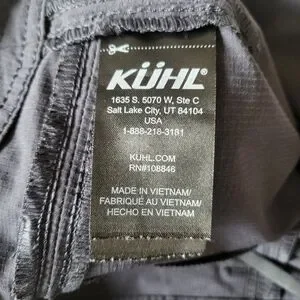 KÜHL®
1635 S. 5070 W, Ste C
Salt Lake City, UT 84104
USA
1-888-218-3181
KUHL.COM
RN#108846
MADE IN VIETNAM/
FABRIQUÉ AU VIETNAM/
HECHO EN VIETNAM